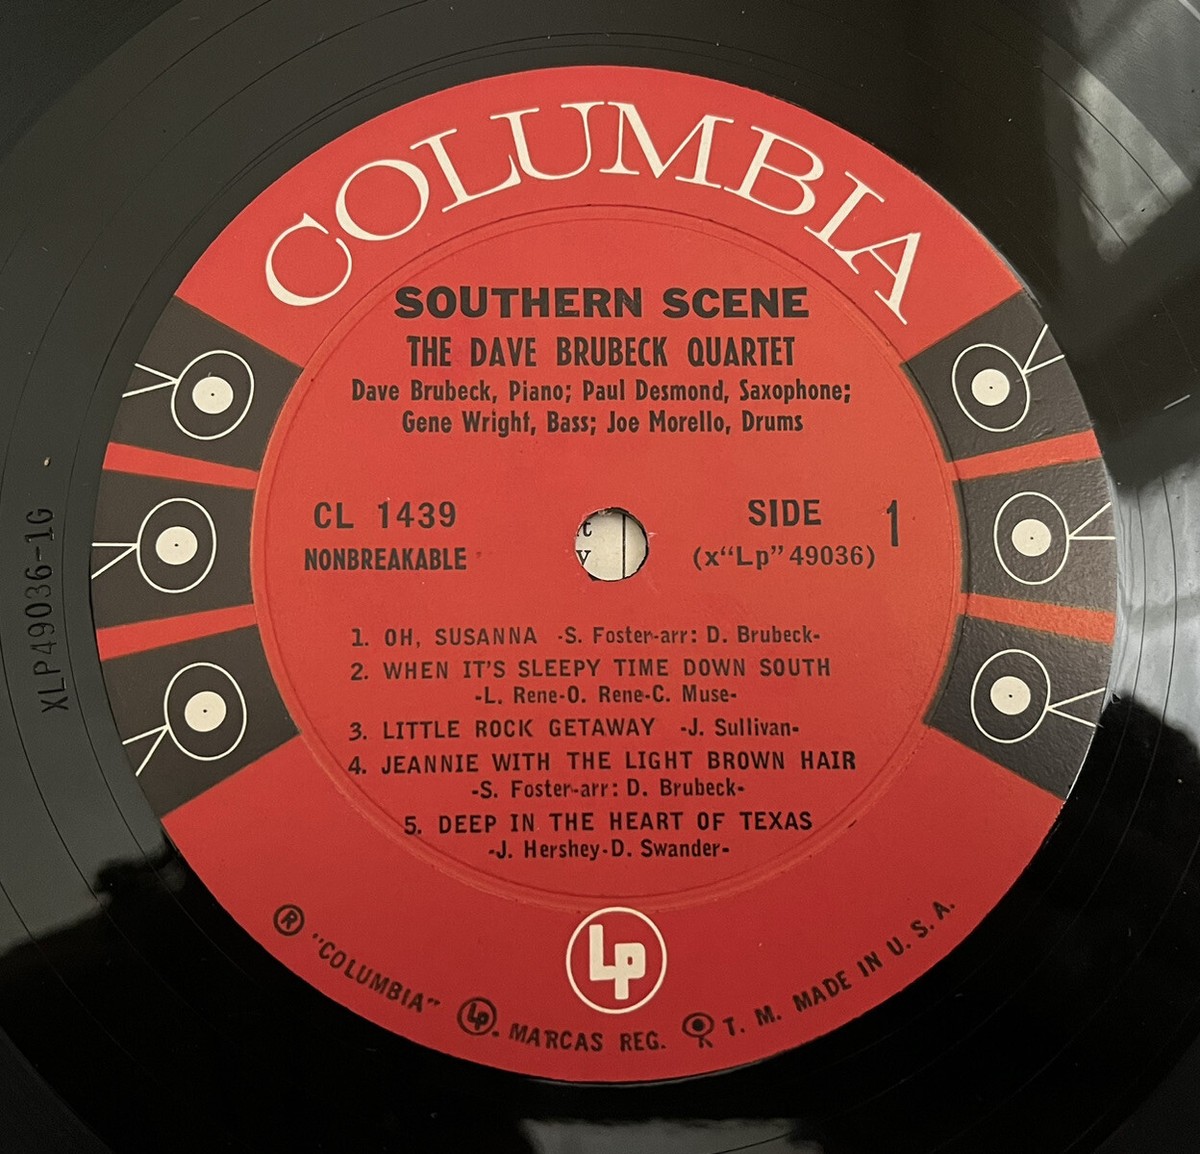 COLUMBIA
SOUTHERN SCENE
THE DAVE BRUBECK QUARTET
Dave Brubeck, Piano; Paul Desmond, Saxophone;
Gene Wright, Bass; Joe Morello, Drums
CL 1439
NONBREAKABLE
SIDE 1
(x"Lp" 49036)
1. OH, SUSANNA -S. Foster-arr: D. Brubeck-
2. WHEN IT'S SLEEPY TIME DOWN SOUTH
-L. Rene-O. Rene-C. Muse-
3. LITTLE ROCK GETAWAY -J. Sullivan-
4. JEANNIE WITH THE LIGHT BROWN HAIR
-S. Foster-arr: D. Brubeck-
5. DEEP IN THE HEART OF TEXAS
-J. Hershey-D. Swander-
LP
® "COLUMBIA" LP. MARCAS REG. T. M. MADE IN U. S. A.
XLP49036-1G